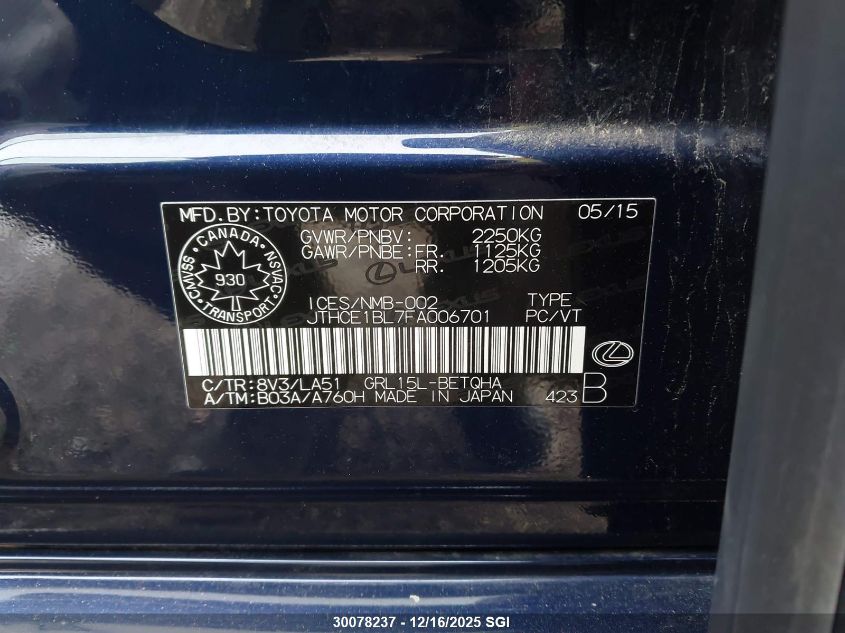 MFD. BY: TOYOTA MOTOR CORPORATION 05/15
GVWR/PNBV: 2250KG
GAWR/PNBE: FR. 1125KG
RR. 1205KG
CANADA
CMVSS NSVAC
930
TRANSPORT
ICES/NMB-002 TYPE
JTHCE1BL7FA006701 PC/VT
C/TR: 8V3/LA51 GRL15L-BETQHA
A/TM: B03A/A760H MADE IN JAPAN 423 B
LEXUS
30078237 - 12/16/2025 SGI